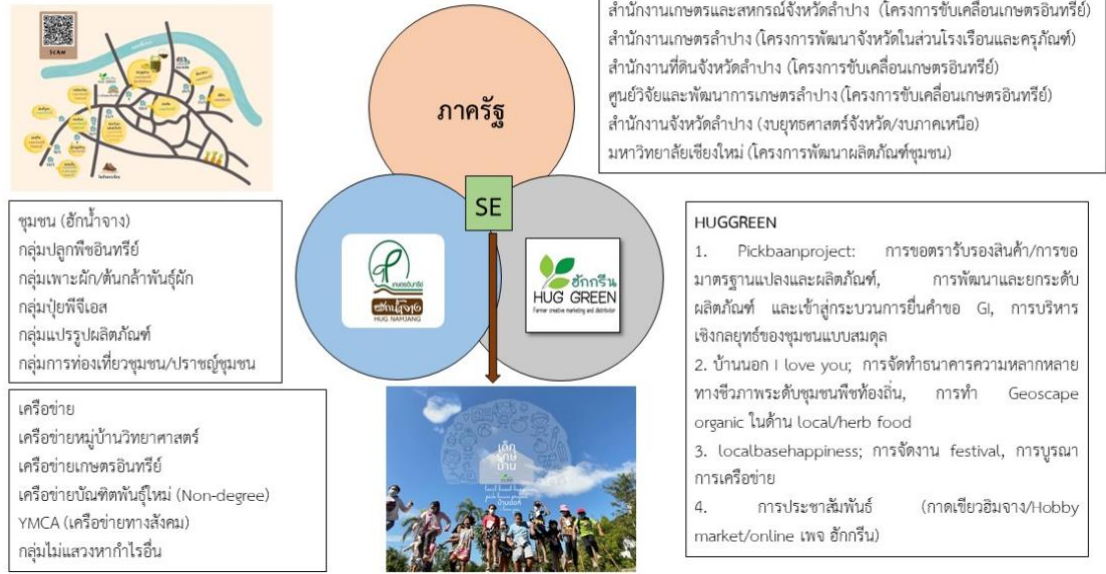 SCAN
ภาครัฐ
SE
เกษตรอินทรีย์
ฮักน้ำจาง
HUG NAMJANG
ฮักกรีน
HUG GREEN
Farmer creative marketing and distributor
สำนักงานเกษตรและสหกรณ์จังหวัดลำปาง (โครงการขับเคลื่อนเกษตรอินทรีย์)
สำนักงานเกษตรลำปาง (โครงการพัฒนาจังหวัดในส่วนโรงเรือนและครุภัณฑ์)
สำนักงานที่ดินจังหวัดลำปาง (โครงการขับเคลื่อนเกษตรอินทรีย์)
ศูนย์วิจัยและพัฒนาการเกษตรลำปาง (โครงการขับเคลื่อนเกษตรอินทรีย์)
สำนักงานจังหวัดลำปาง (งบยุทธศาสตร์จังหวัด/งบภาคเหนือ)
มหาวิทยาลัยเชียงใหม่ (โครงการพัฒนาผลิตภัณฑ์ชุมชน)
ชุมชน (ฮักน้ำจาง)
กลุ่มปลูกพืชอินทรีย์
กลุ่มเพาะผัก/ต้นกล้าพันธุ์ผัก
กลุ่มปุ๋ยพีจีเอส
กลุ่มแปรรูปผลิตภัณฑ์
กลุ่มการท่องเที่ยวชุมชน/ปราชญ์ชุมชน
เครือข่าย
เครือข่ายหมู่บ้านวิทยาศาสตร์
เครือข่ายเกษตรอินทรีย์
เครือข่ายบัณฑิตพันธุ์ใหม่ (Non-degree)
YMCA (เครือข่ายทางสังคม)
กลุ่มไม่แสวงหากำไรอื่น
HUGGREEN
1. Pickbaanproject: การขอตรารับรองสินค้า/การขอ
มาตรฐานแปลงและผลิตภัณฑ์, การพัฒนาและยกระดับ
ผลิตภัณฑ์ และเข้าสู่กระบวนการยื่นคำขอ GI, การบริหาร
เชิงกลยุทธ์ของชุมชนแบบสมดุล
2. บ้านนอก I love you; การจัดทำธนาคารความหลากหลาย
ทางชีวภาพระดับชุมชนพืชท้องถิ่น, การทำ Geoscape
organic ในด้าน local/herb food
3. localbasehappiness; การจัดงาน festival, การบูรณา
การเครือข่าย
4. การประชาสัมพันธ์ (กาดเขียวฮิมจาง/Hobby
market/online เพจ ฮักกรีน)
เด็ก
รักษ์
บ้าน
local base happiness
pick baan project